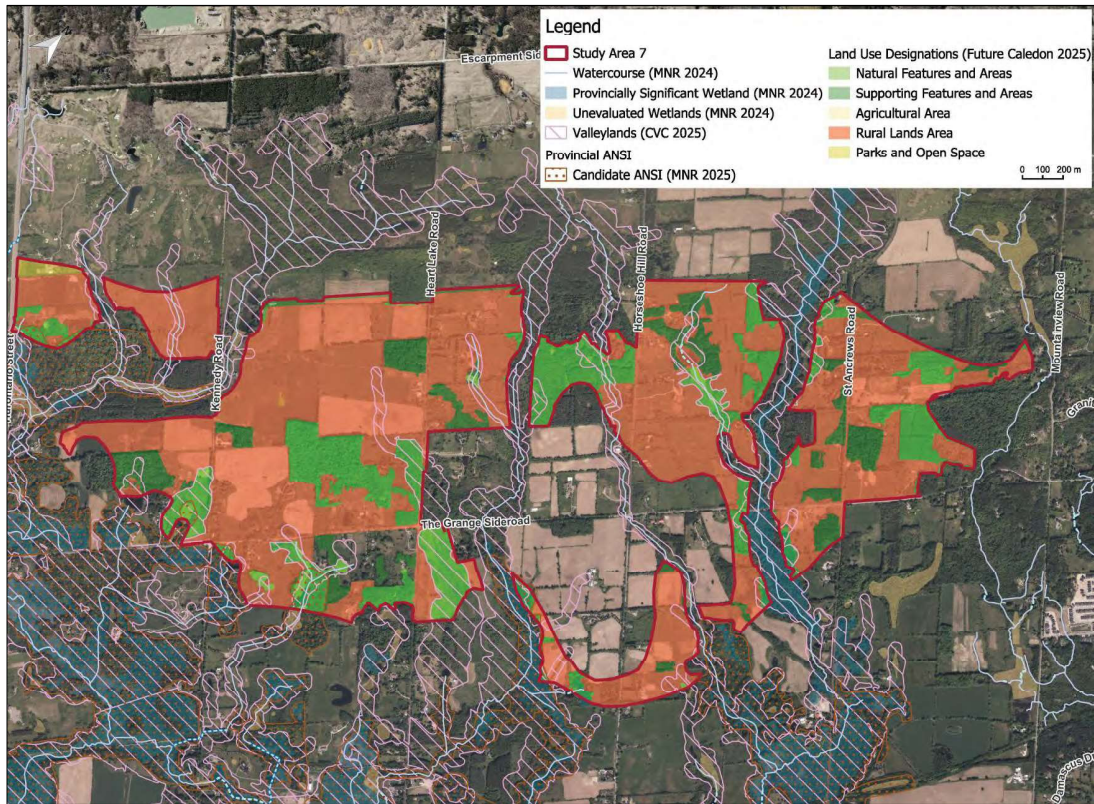 Legend
Study Area 7
Watercourse (MNR 2024)
Provincially Significant Wetland (MNR 2024)
Unevaluated Wetlands (MNR 2024)
Valleylands (CVC 2025)
Provincial ANSI
Candidate ANSI (MNR 2025)
Land Use Designations (Future Caledon 2025)
Natural Features and Areas
Supporting Features and Areas
Agricultural Area
Rural Lands Area
Parks and Open Space
0 100 200 m
Escarpment Sid
Heart Lake Road
Horseshoe Hill Road
Mountainview Road
Street
Kennedy Road
St Andrews Road
The Grange Sideroad
Damascus Dr